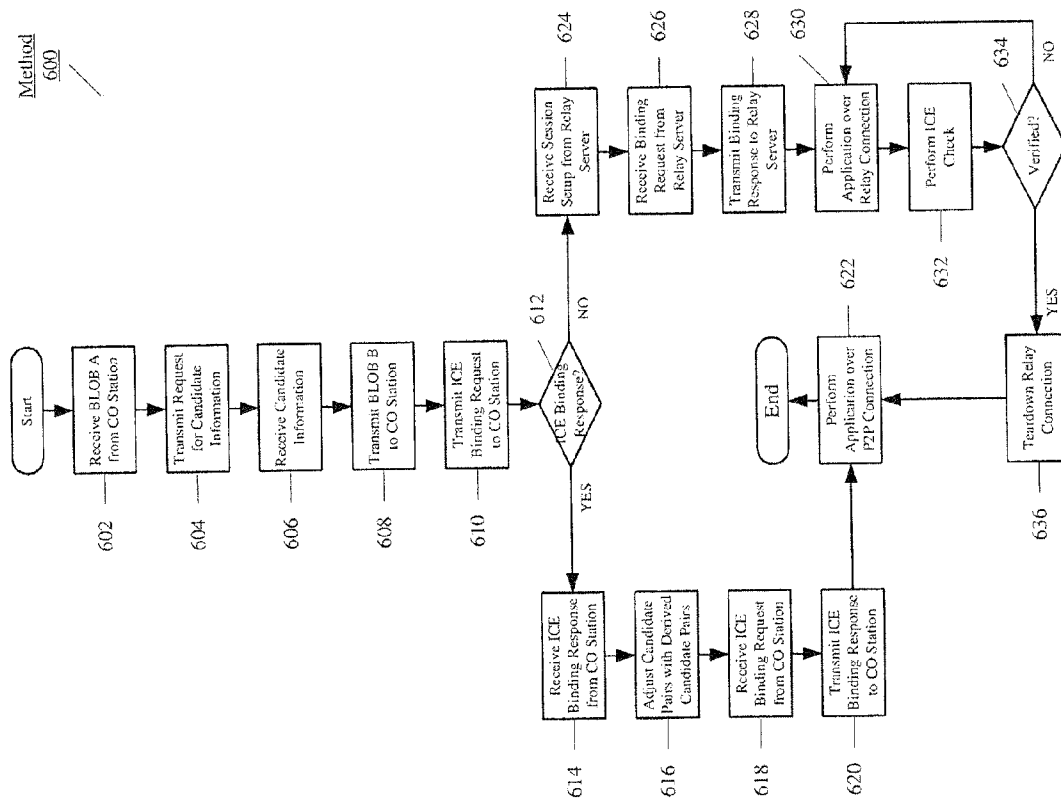 Method
600
Start
Receive BLOB A
from CO Station
602
Transmit Request
for Candidate
Information
604
Receive Candidate
Information
606
Transmit BLOB B
to CO Station
608
Transmit ICE
Binding Request
to CO Station
610
ICE Binding
Response?
612
YES
NO
Receive ICE
Binding Response
from CO Station
614
Adjust Candidate
Pairs with Derived
Candidate Pairs
616
Receive ICE
Binding Request
from CO Station
618
Transmit ICE
Binding Response
to CO Station
620
Perform
Application over
P2P Connection
622
End
Receive Session
Setup from Relay
Server
624
Receive Binding
Request from
Relay Server
626
Transmit Binding
Response to Relay
Server
628
Perform
Application over
Relay Connection
630
Perform ICE
Check
632
Verified?
634
NO
YES
Teardown Relay
Connection
636